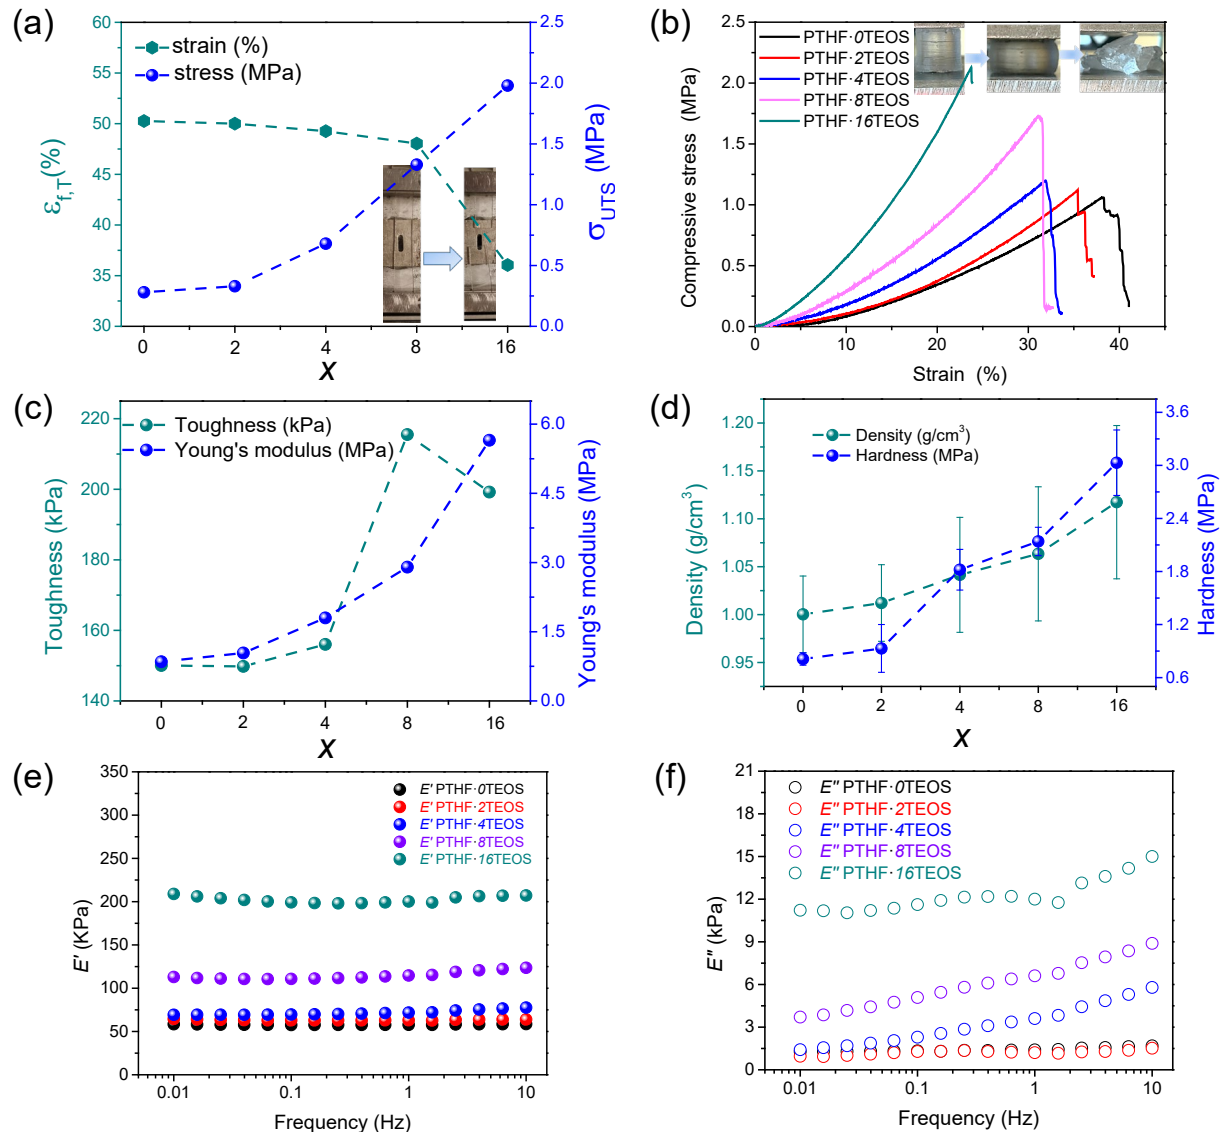 (a)
60
55
50
45
40
35
30
εf,T(%)
strain (%)
stress (MPa)
2.5
2.0
1.5
1.0
0.5
0.0
σUTS (MPa)
0 2 4 8 16
X
(b)
2.5
2.0
1.5
1.0
0.5
0.0
Compressive stress (MPa)
PTHF·0TEOS
PTHF·2TEOS
PTHF·4TEOS
PTHF·8TEOS
PTHF·16TEOS
0 10 20 30 40
Strain (%)
(c)
220
200
180
160
140
Toughness (kPa)
Toughness (kPa)
Young's modulus (MPa)
6.0
4.5
3.0
1.5
0.0
Young's modulus (MPa)
0 2 4 8 16
X
(d)
1.20
1.15
1.10
1.05
1.00
0.95
Density (g/cm³)
Density (g/cm³)
Hardness (MPa)
3.6
3.0
2.4
1.8
1.2
0.6
Hardness (MPa)
0 2 4 8 16
X
(e)
350
300
250
200
150
100
50
0
E' (KPa)
E' PTHF·0TEOS
E' PTHF·2TEOS
E' PTHF·4TEOS
E' PTHF·8TEOS
E' PTHF·16TEOS
0.01 0.1 1 10
Frequency (Hz)
(f)
21
18
15
12
9
6
3
0
E'' (kPa)
E'' PTHF·0TEOS
E'' PTHF·2TEOS
E'' PTHF·4TEOS
E'' PTHF·8TEOS
E'' PTHF·16TEOS
0.01 0.1 1 10
Frequency (Hz)